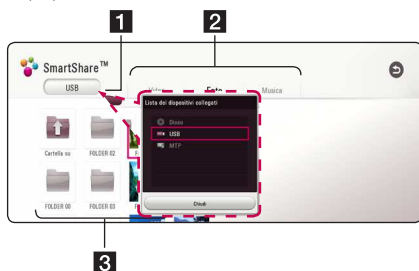 1
2
SmartShare™
USB
Video
Foto
Musica
Lista dei dispositivi collegati
Disco
USB
MTP
Cartella su
FOLDER 02
FOLDER 00
FOLDER 03
Chiudi
3